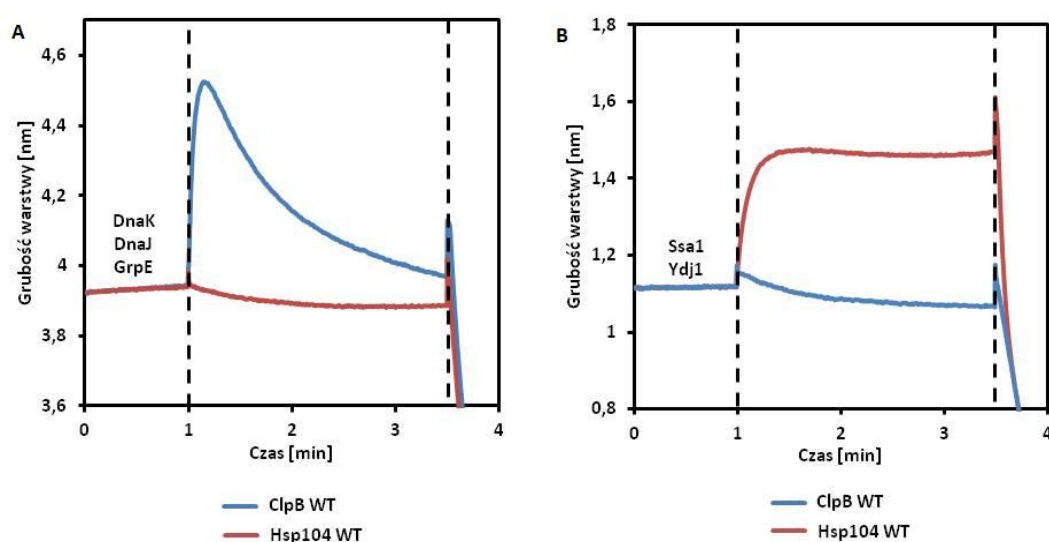 A
Grubość warstwy [nm]
4,6
4,4
4,2
4
3,8
3,6
DnaK
DnaJ
GrpE
0
1
2
3
4
Czas [min]
ClpB WT
Hsp104 WT
B
Grubość warstwy [nm]
1,8
1,6
1,4
1,2
1
0,8
Ssa1
Ydj1
0
1
2
3
4
Czas [min]
ClpB WT
Hsp104 WT